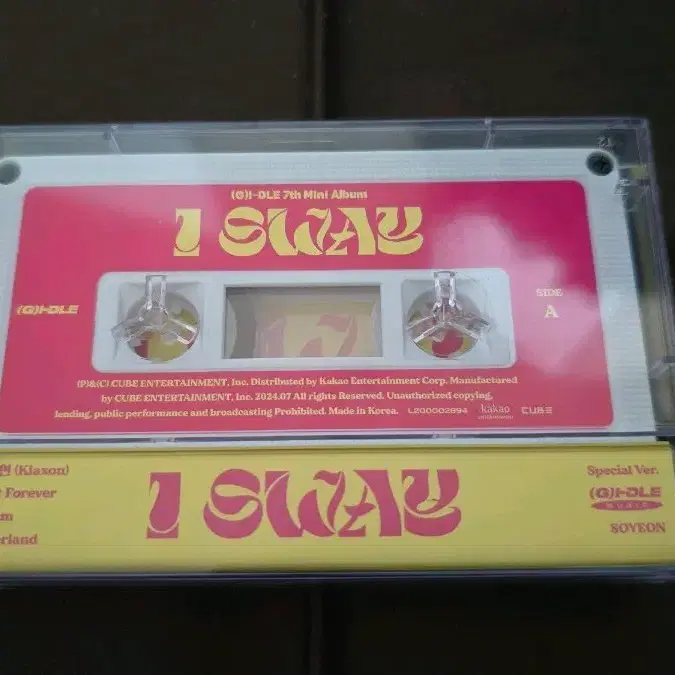 (G)I-DLE 7th Mini Album
I SWAY
(G)I-DLE
SIDE
A
(P)&(C) CUBE ENTERTAINMENT, Inc. Distributed by Kakao Entertainment Corp. Manufactured
by CUBE ENTERTAINMENT, Inc. 2024.07 All rights Reserved. Unauthorized copying,
lending, public performance and broadcasting Prohibited. Made in Korea. L200002894 kakao CUBE
(Klaxon)
Forever
erland
I SWAY
Special Ver.
(G)I-DLE
MUSIC
SOYEON